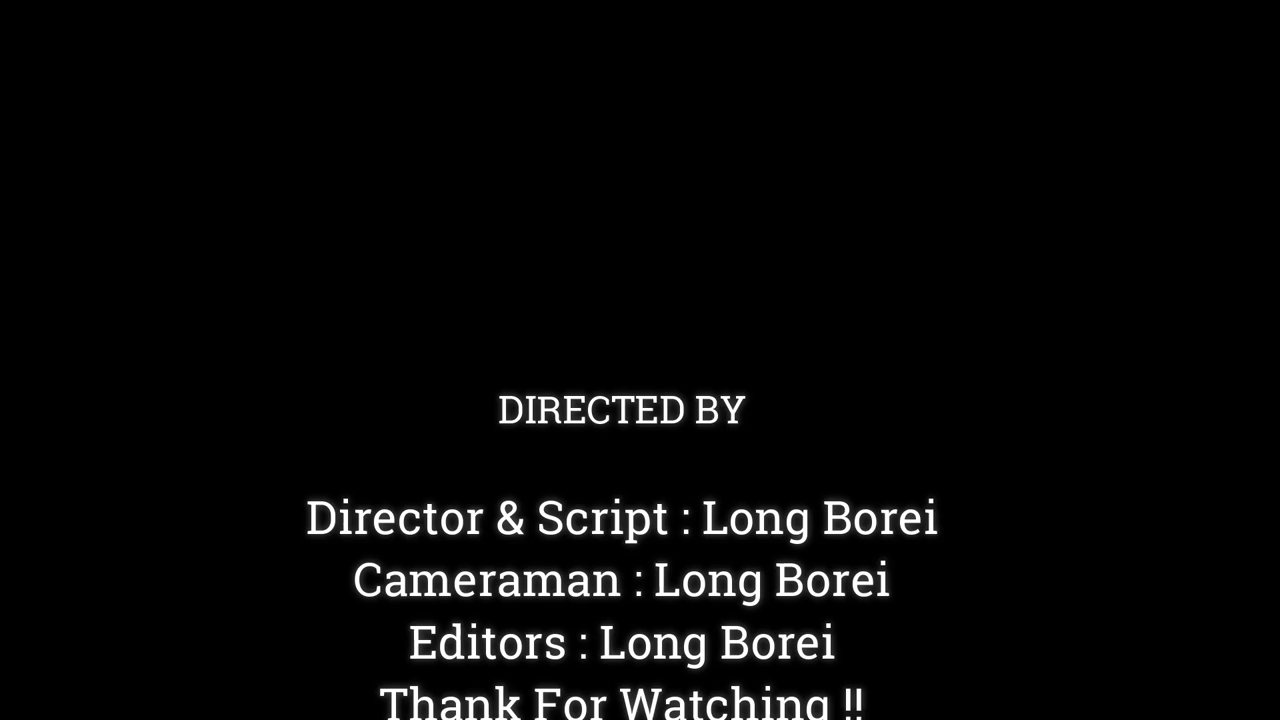 DIRECTED BY
Director & Script : Long Borei
Cameraman : Long Borei
Editors : Long Borei
Thank For Watching !!